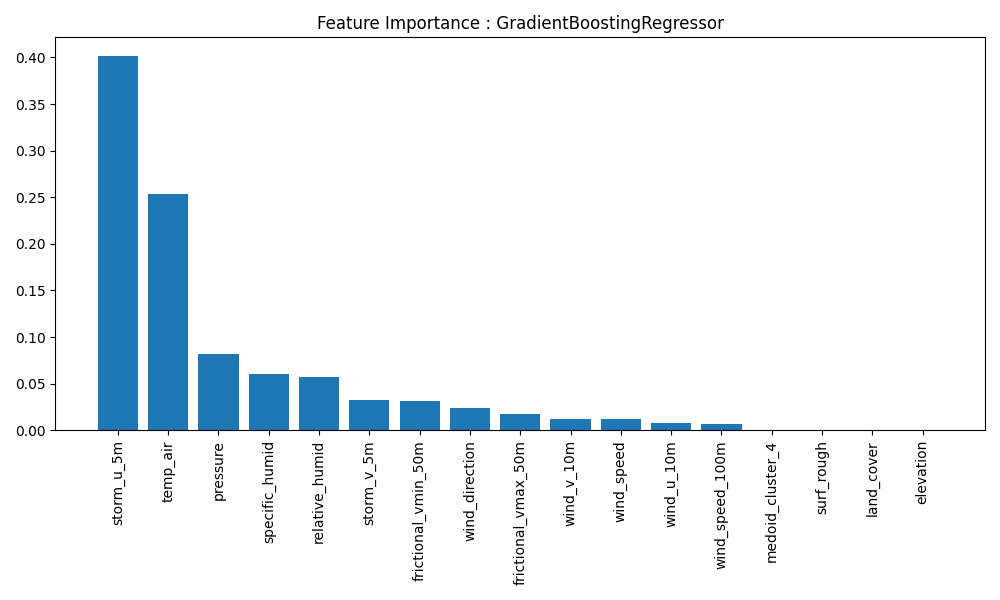 Feature Importance : GradientBoostingRegressor
0.40
0.35
0.30
0.25
0.20
0.15
0.10
0.05
0.00
storm_u_5m
temp_air
pressure
specific_humid
relative_humid
storm_v_5m
frictional_vmin_50m
wind_direction
frictional_vmax_50m
wind_v_10m
wind_speed
wind_u_10m
wind_speed_100m
medoid_cluster_4
surf_rough
land_cover
elevation